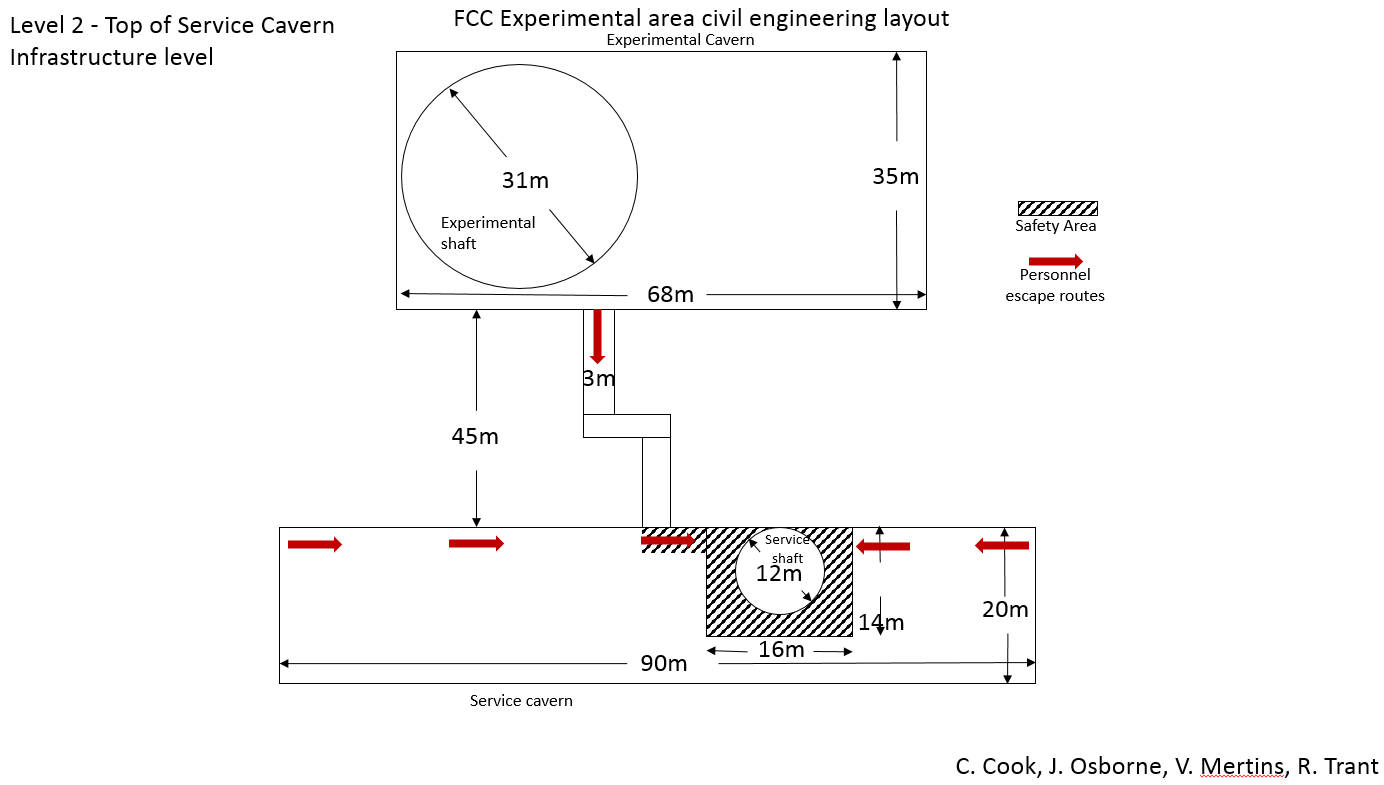 Level 2 - Top of Service Cavern
Infrastructure level
FCC Experimental area civil engineering layout
Experimental Cavern
31m
Experimental
shaft
35m
68m
Safety Area
Personnel
escape routes
3m
45m
Service
shaft
12m
14m
20m
16m
90m
Service cavern
C. Cook, J. Osborne, V. Mertins, R. Trant